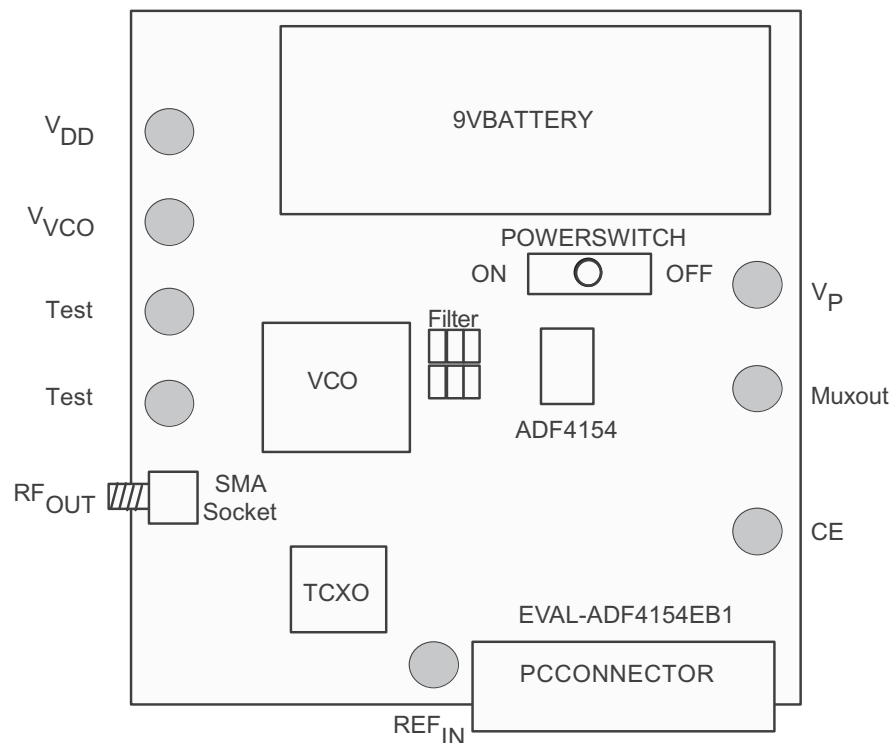 9VBATTERY
VDD
VVCO
POWERSWITCH
ON
OFF
VP
Test
Filter
VCO
Test
Muxout
ADF4154
RFOUT
SMA
Socket
CE
TCXO
EVAL-ADF4154EB1
PCCONNECTOR
REFIN